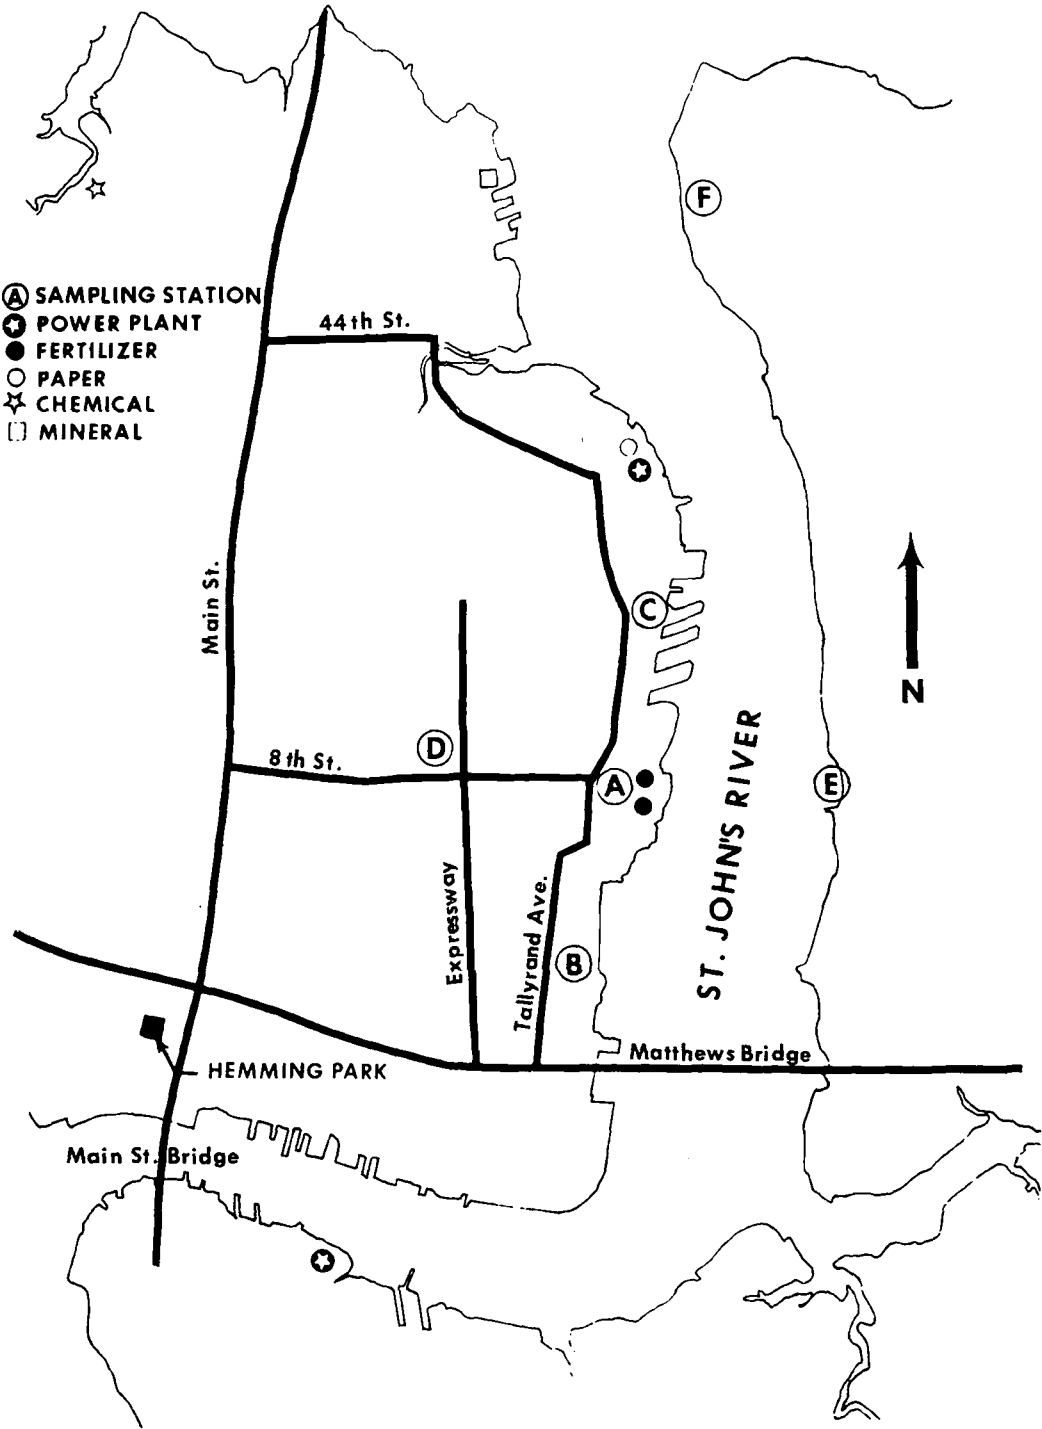 F
A SAMPLING STATION
POWER PLANT
FERTILIZER
PAPER
CHEMICAL
MINERAL
44th St.
Main St.
C
N
D
8th St.
A
E
ST. JOHN'S RIVER
Expressway
Tallyrand Ave.
B
Matthews Bridge
HEMMING PARK
Main St. Bridge